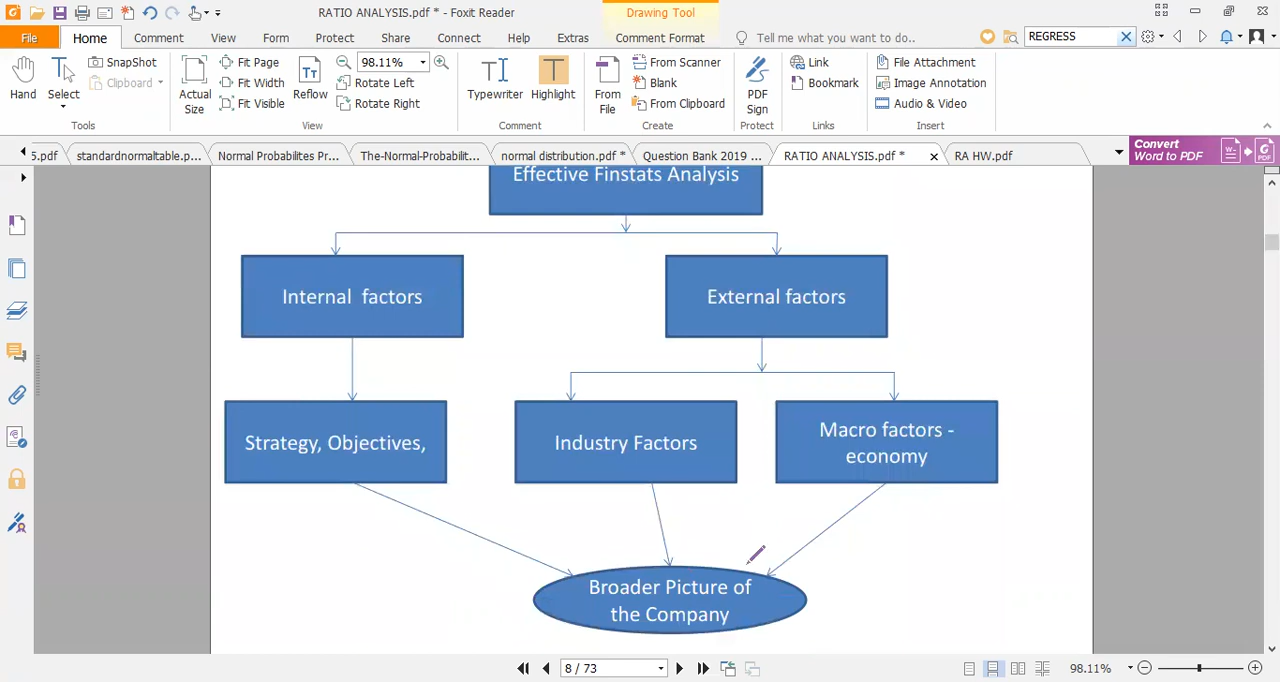 RATIO ANALYSIS.pdf * - Foxit Reader
Drawing Tool
File Home Comment View Form Protect Share Connect Help Extras Comment Format Tell me what you want to do.. REGRESS
Hand
Select
SnapShot
Clipboard
Tools
Actual Size
Fit Page
Fit Width
Fit Visible
Reflow
98.11%
Rotate Left
Rotate Right
View
Typewriter
Highlight
Comment
From File
From Scanner
Blank
From Clipboard
Create
PDF Sign
Protect
Link
Bookmark
Links
File Attachment
Image Annotation
Audio & Video
Insert
5.pdf standardnormaltable.p... Normal Probabilites Pr... The-Normal-Probabilit... normal distribution.pdf * Question Bank 2019 ... RATIO ANALYSIS.pdf * RA HW.pdf
Convert
Word to PDF
Effective Finstats Analysis
Internal factors
External factors
Strategy, Objectives,
Industry Factors
Macro factors -
economy
Broader Picture of
the Company
8 / 73
98.11%